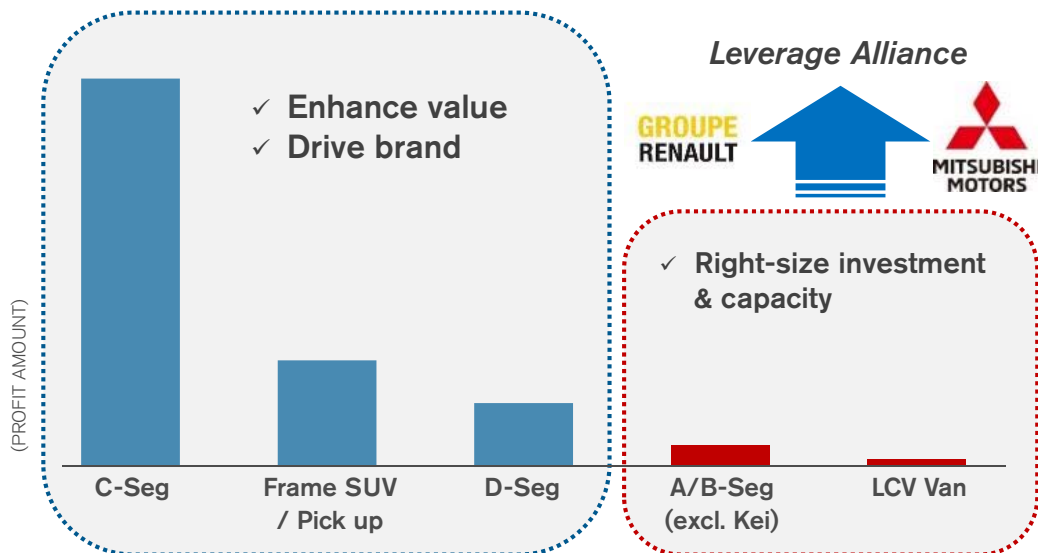 Leverage Alliance
✓ Enhance value
✓ Drive brand
GROUPE
RENAULT
MITSUBISHI
MOTORS
✓ Right-size investment
& capacity
(PROFIT AMOUNT)
C-Seg
Frame SUV
/ Pick up
D-Seg
A/B-Seg
(excl. Kei)
LCV Van